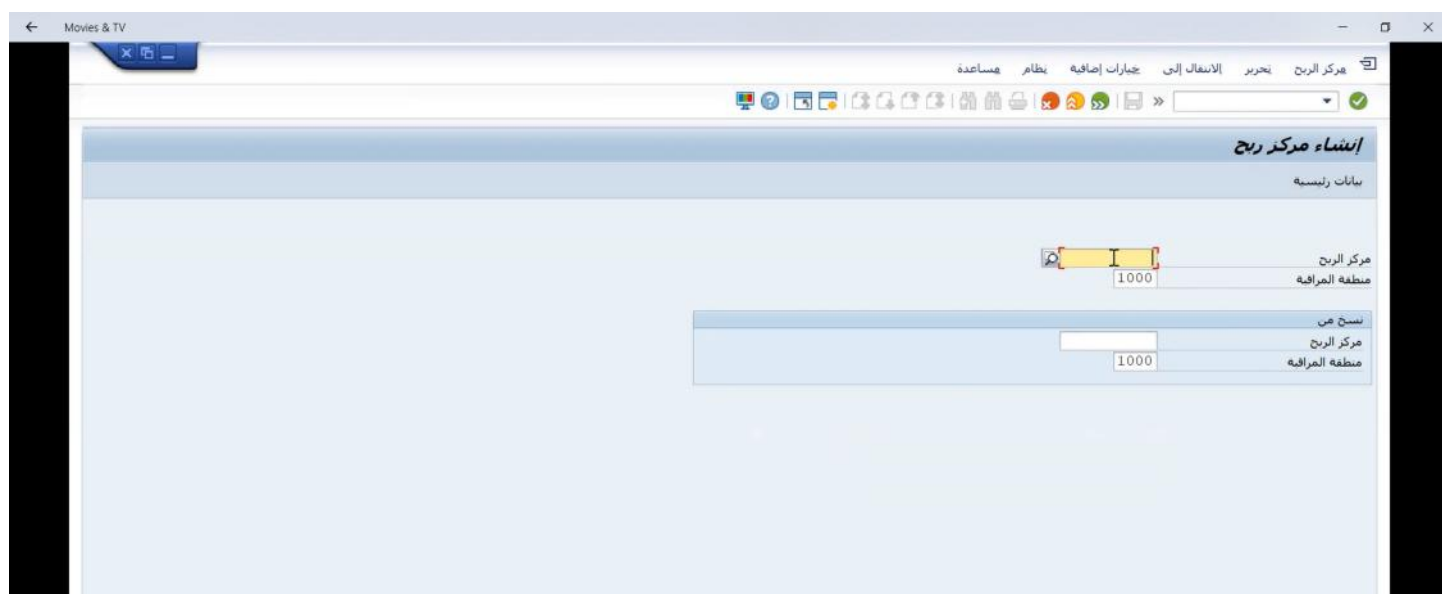 Movies & TV
مركز الربح تحرير الانتقال إلى خيارات إضافية نظام مساعدة
إنشاء مركز ربح
بيانات رئيسية
مركز الربح
منطقة المراقبة 1000
نسخ من
مركز الربح
منطقة المراقبة 1000